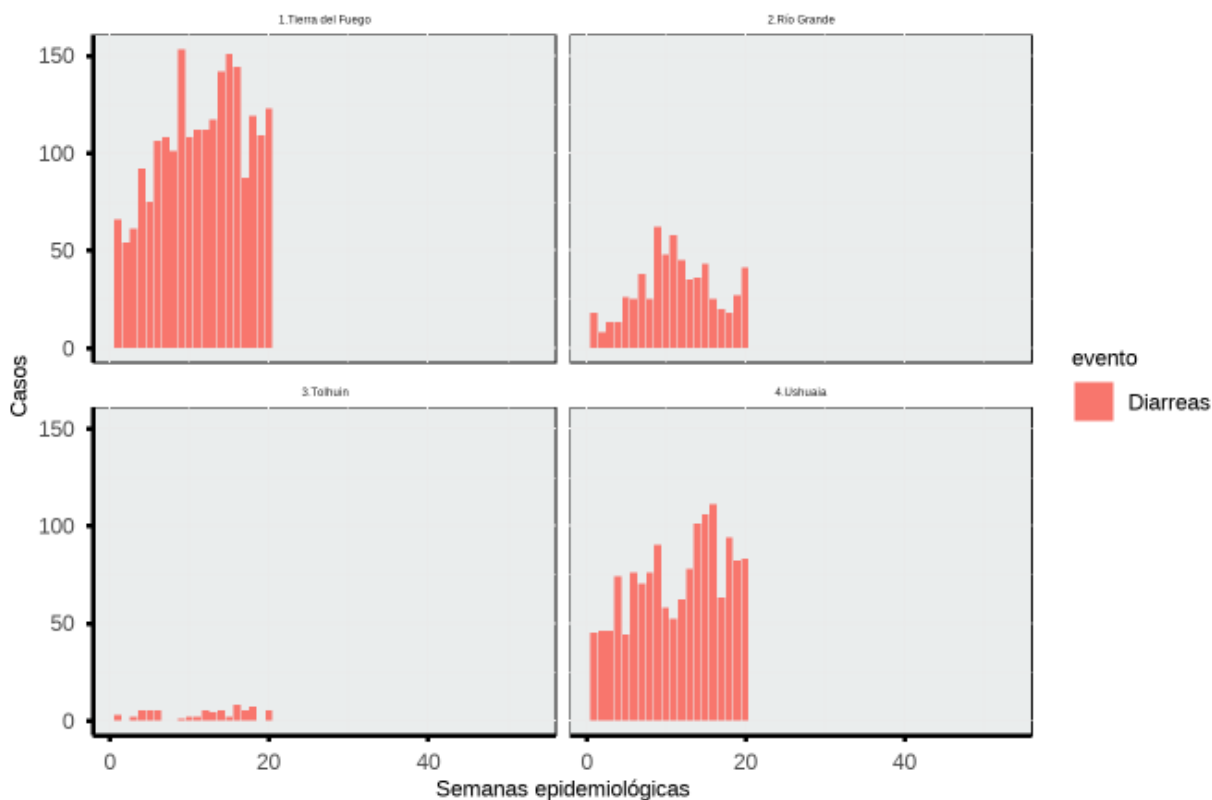 1.Tierra del Fuego
2.Río Grande
150
100
50
0
Casos
3.Tolhuin
4.Ushuaia
150
100
50
0
0
20
40
0
20
40
Semanas epidemiológicas
evento
Diarreas